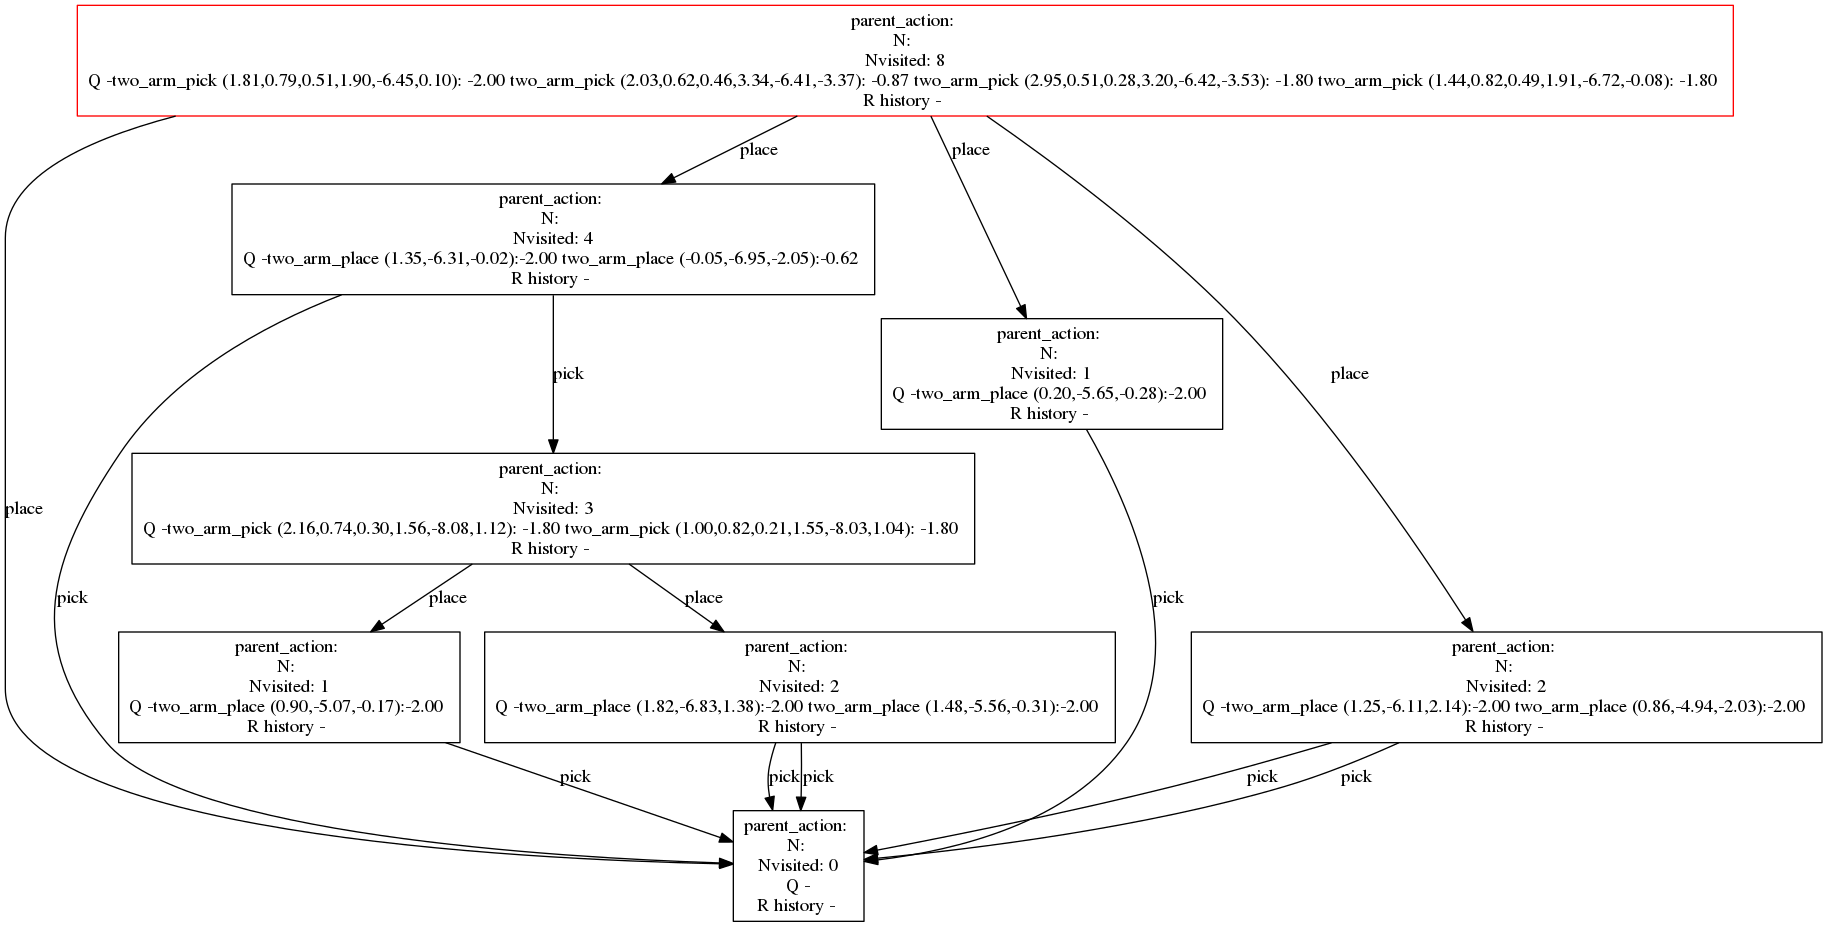 parent_action:
N:
Nvisited: 8
Q -two_arm_pick (1.81,0.79,0.51,1.90,-6.45,0.10): -2.00 two_arm_pick (2.03,0.62,0.46,3.34,-6.41,-3.37): -0.87 two_arm_pick (2.95,0.51,0.28,3.20,-6.42,-3.53): -1.80 two_arm_pick (1.44,0.82,0.49,1.91,-6.72,-0.08): -1.80
R history -
place
place
parent_action:
N:
Nvisited: 4
Q -two_arm_place (1.35,-6.31,-0.02):-2.00 two_arm_place (-0.05,-6.95,-2.05):-0.62
R history -
parent_action:
N:
Nvisited: 1
Q -two_arm_place (0.20,-5.65,-0.28):-2.00
R history -
pick
place
place
parent_action:
N:
Nvisited: 3
Q -two_arm_pick (2.16,0.74,0.30,1.56,-8.08,1.12): -1.80 two_arm_pick (1.00,0.82,0.21,1.55,-8.03,1.04): -1.80
R history -
pick
place
place
pick
parent_action:
N:
Nvisited: 1
Q -two_arm_place (0.90,-5.07,-0.17):-2.00
R history -
parent_action:
N:
Nvisited: 2
Q -two_arm_place (1.82,-6.83,1.38):-2.00 two_arm_place (1.48,-5.56,-0.31):-2.00
R history -
parent_action:
N:
Nvisited: 2
Q -two_arm_place (1.25,-6.11,2.14):-2.00 two_arm_place (0.86,-4.94,-2.03):-2.00
R history -
pick
pick
pick
pick
pick
parent_action:
N:
Nvisited: 0
Q -
R history -